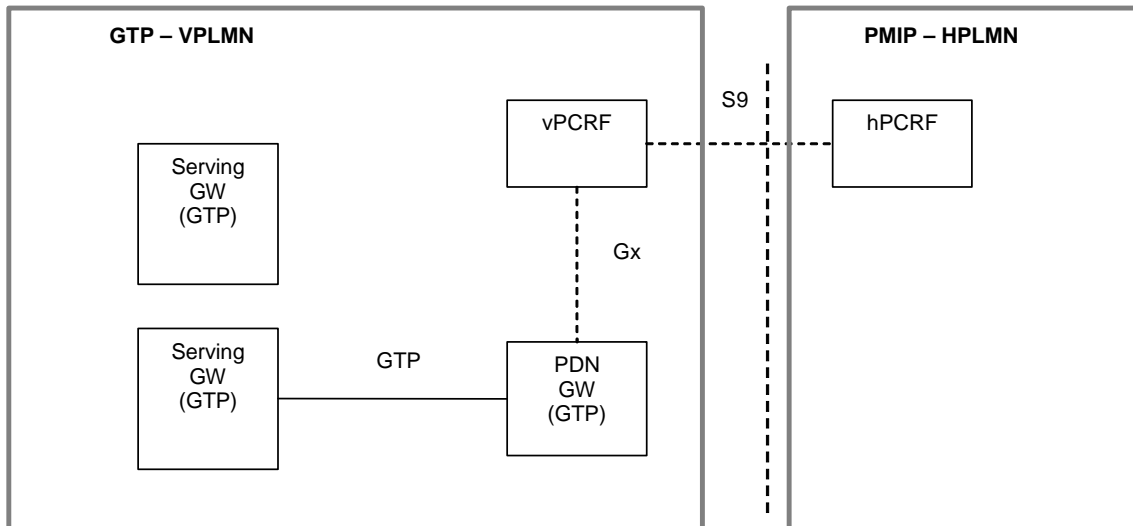 GTP – VPLMN
PMIP – HPLMN
S9
vPCRF
hPCRF
Serving
GW
(GTP)
Gx
Serving
GW
(GTP)
GTP
PDN
GW
(GTP)